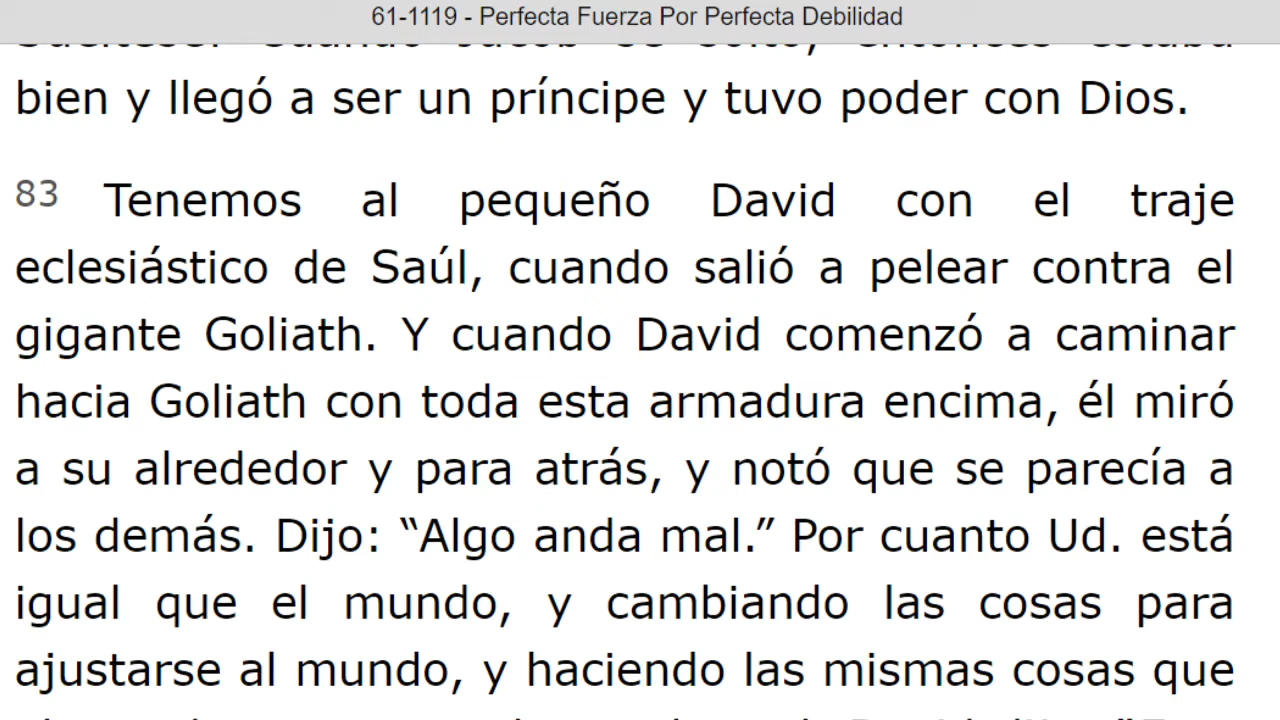 61-1119 - Perfecta Fuerza Por Perfecta Debilidad
bien y llegó a ser un príncipe y tuvo poder con Dios.
83 Tenemos al pequeño David con el traje
eclesiástico de Saúl, cuando salió a pelear contra el
gigante Goliath. Y cuando David comenzó a caminar
hacia Goliath con toda esta armadura encima, él miró
a su alrededor y para atrás, y notó que se parecía a
los demás. Dijo: “Algo anda mal.” Por cuanto Ud. está
igual que el mundo, y cambiando las cosas para
ajustarse al mundo, y haciendo las mismas cosas que